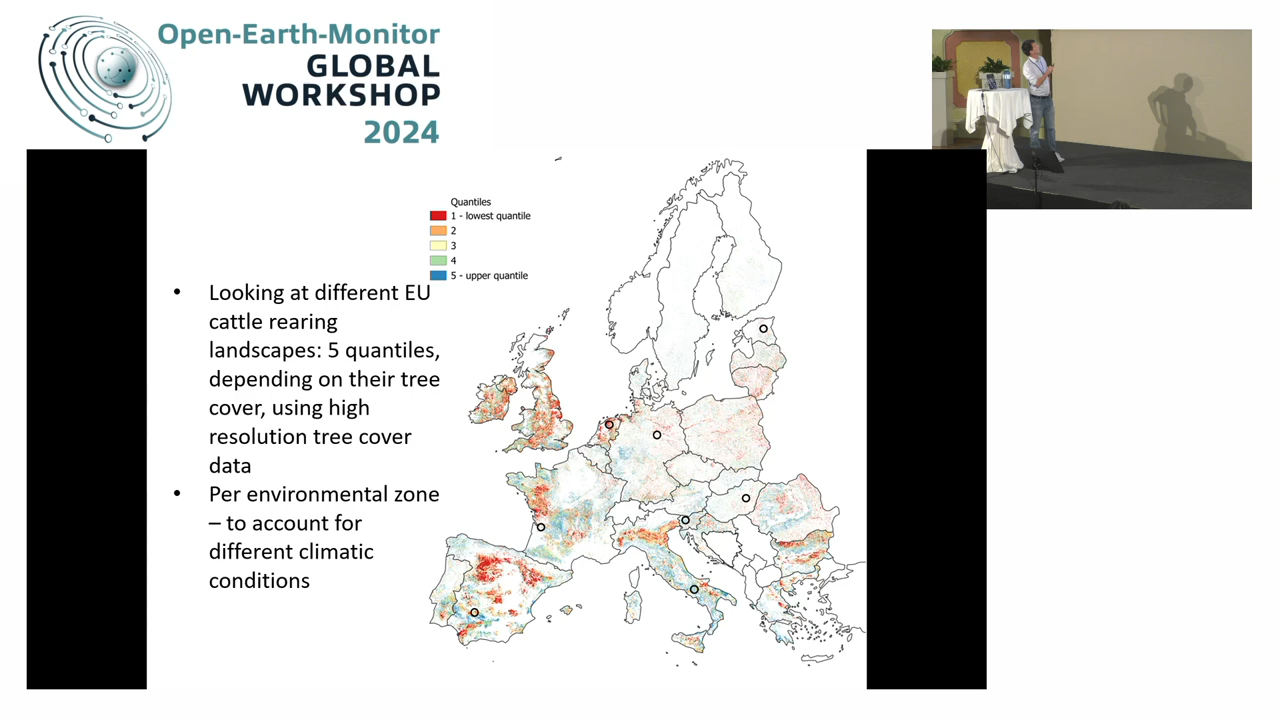 Open-Earth-Monitor
GLOBAL
WORKSHOP
2024
Quantiles
1 - lowest quantile
2
3
4
5 - upper quantile
• Looking at different EU
cattle rearing
landscapes: 5 quantiles,
depending on their tree
cover, using high
resolution tree cover
data
• Per environmental zone
– to account for
different climatic
conditions